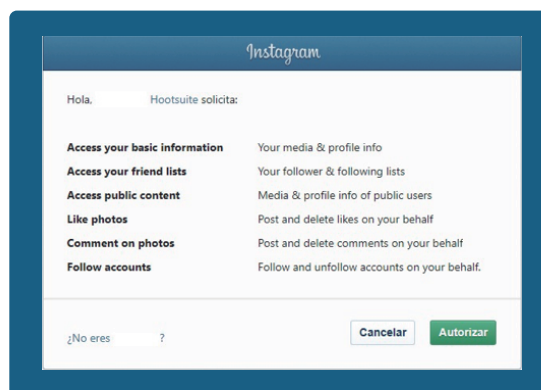 Instagram
Hola, Hootsuite solicita:
Access your basic information Your media & profile info
Access your friend lists Your follower & following lists
Access public content Media & profile info of public users
Like photos Post and delete likes on your behalf
Comment on photos Post and delete comments on your behalf
Follow accounts Follow and unfollow accounts on your behalf.
¿No eres ?
Cancelar Autorizar